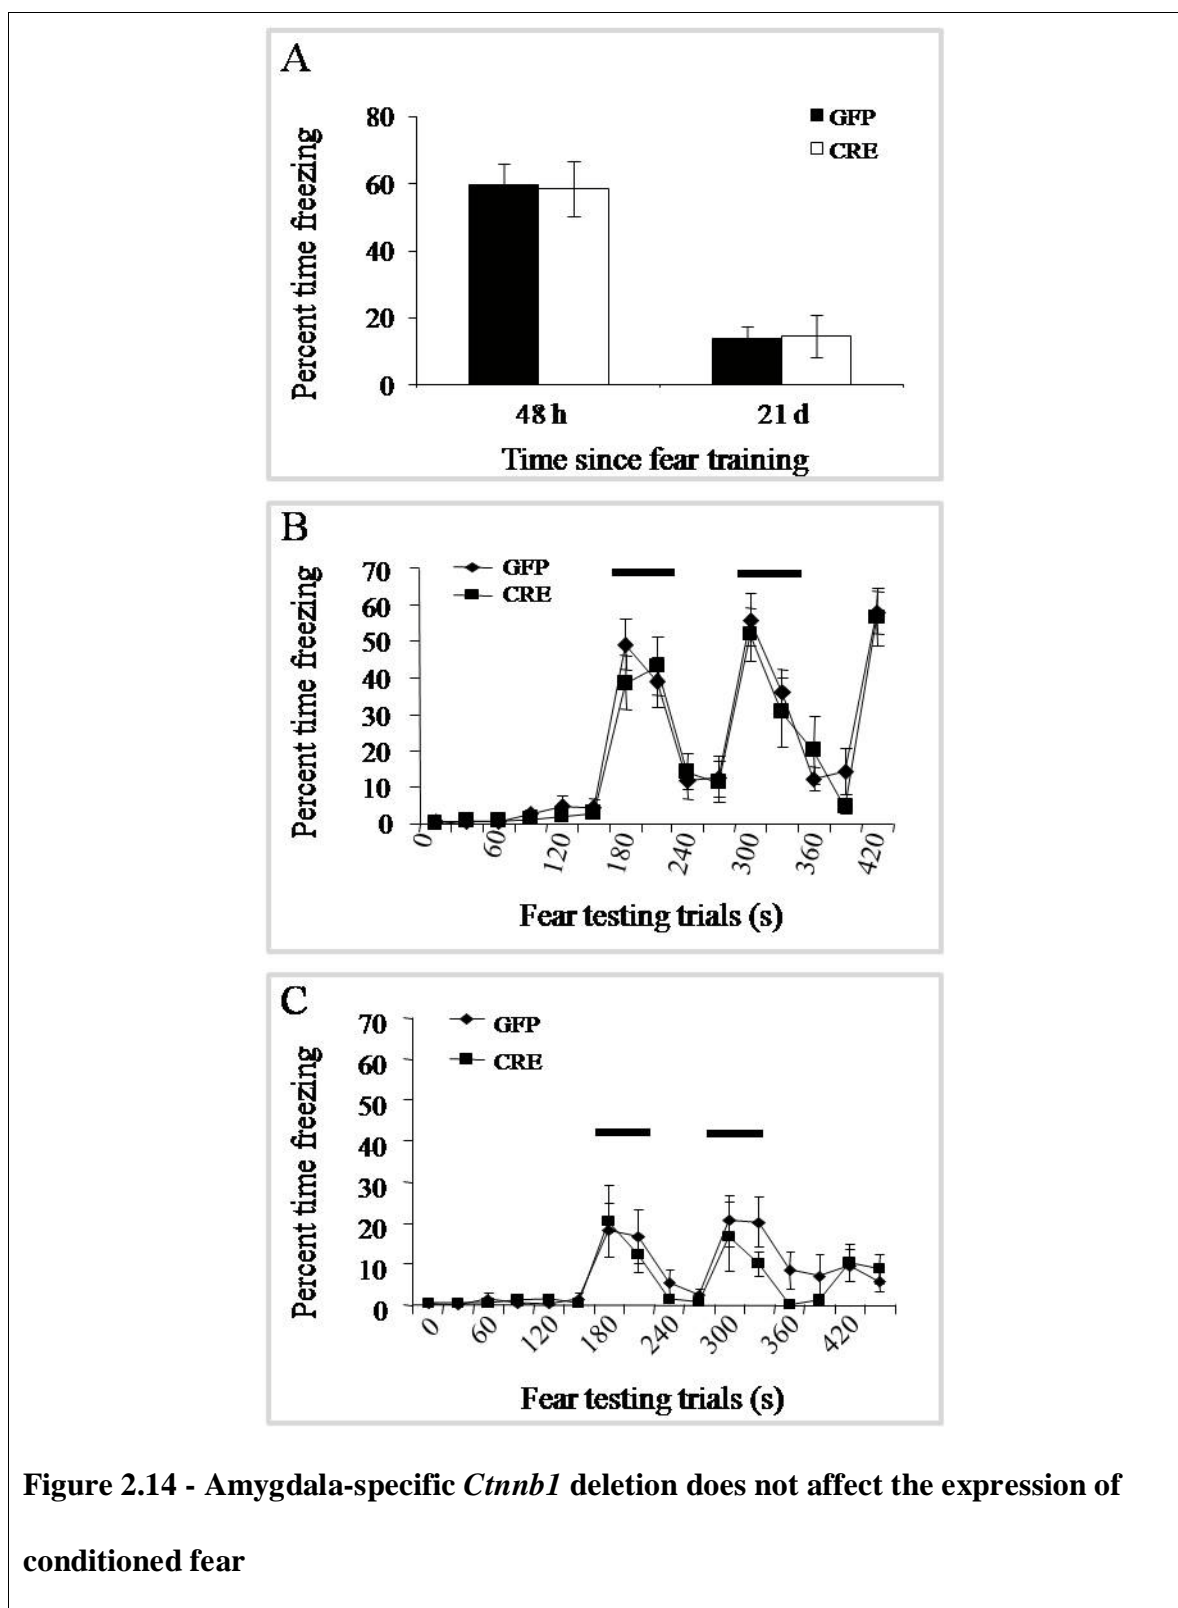 A
Percent time freezing
80
60
40
20
0
GFP
CRE
48 h
21 d
Time since fear training
B
Percent time freezing
70
60
50
40
30
20
10
0
GFP
CRE
0
60
120
180
240
300
360
420
Fear testing trials (s)
C
Percent time freezing
70
60
50
40
30
20
10
0
GFP
CRE
0
60
120
180
240
300
360
420
Fear testing trials (s)
Figure 2.14 - Amygdala-specific Ctnnb1 deletion does not affect the expression of
conditioned fear